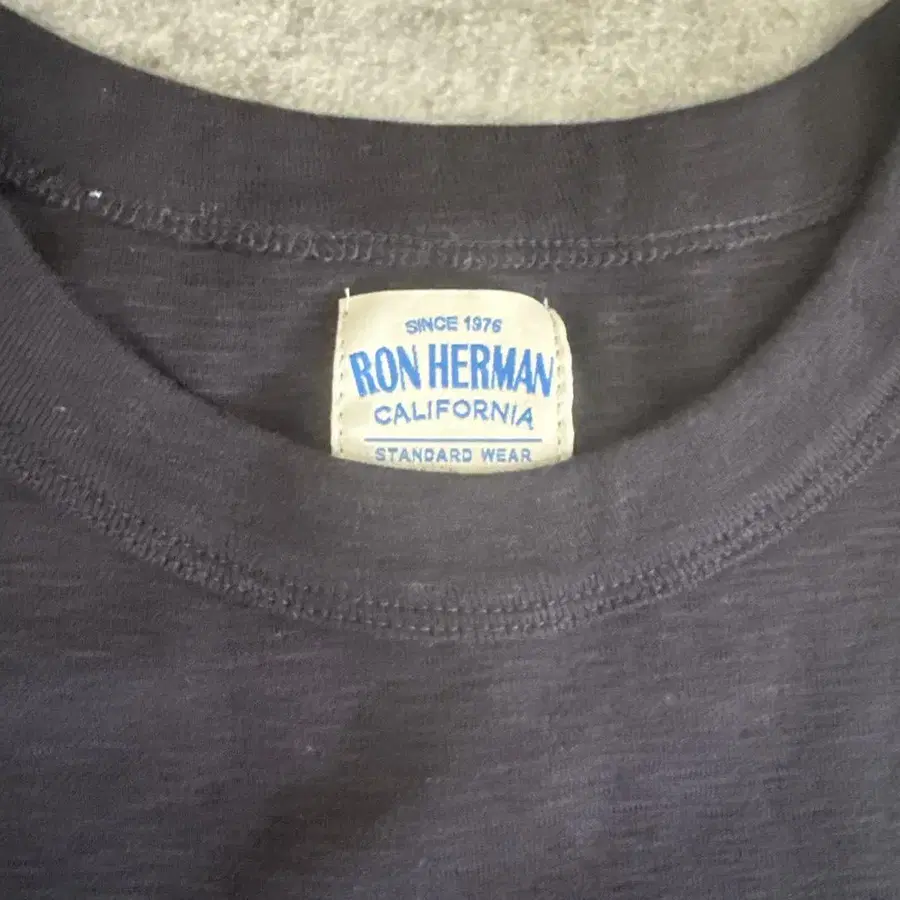 SINCE 1976
RON HERMAN
CALIFORNIA
STANDARD WEAR